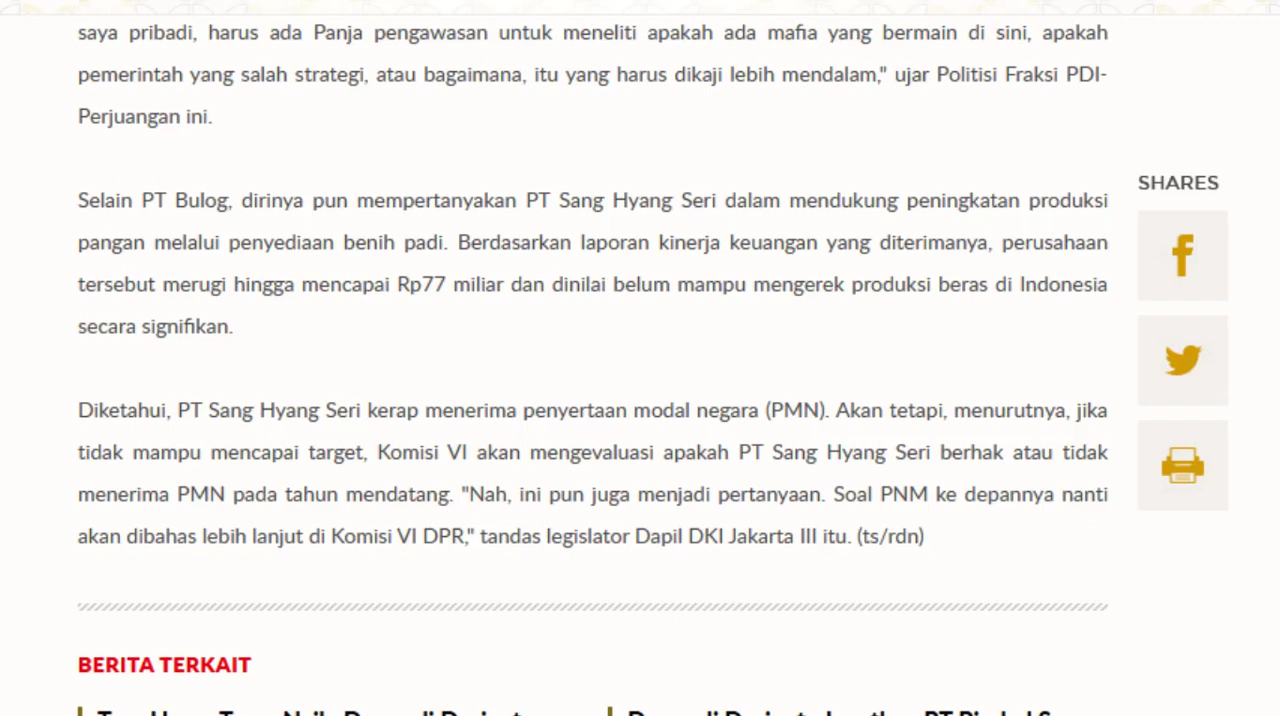 saya pribadi, harus ada Panja pengawasan untuk meneliti apakah ada mafia yang bermain di sini, apakah
pemerintah yang salah strategi, atau bagaimana, itu yang harus dikaji lebih mendalam," ujar Politisi Fraksi PDI-
Perjuangan ini.
Selain PT Bulog, dirinya pun mempertanyakan PT Sang Hyang Seri dalam mendukung peningkatan produksi
pangan melalui penyediaan benih padi. Berdasarkan laporan kinerja keuangan yang diterimanya, perusahaan
tersebut merugi hingga mencapai Rp77 miliar dan dinilai belum mampu mengerek produksi beras di Indonesia
secara signifikan.
Diketahui, PT Sang Hyang Seri kerap menerima penyertaan modal negara (PMN). Akan tetapi, menurutnya, jika
tidak mampu mencapai target, Komisi VI akan mengevaluasi apakah PT Sang Hyang Seri berhak atau tidak
menerima PMN pada tahun mendatang. "Nah, ini pun juga menjadi pertanyaan. Soal PNM ke depannya nanti
akan dibahas lebih lanjut di Komisi VI DPR," tandas legislator Dapil DKI Jakarta III itu. (ts/rdn)
SHARES
BERITA TERKAIT